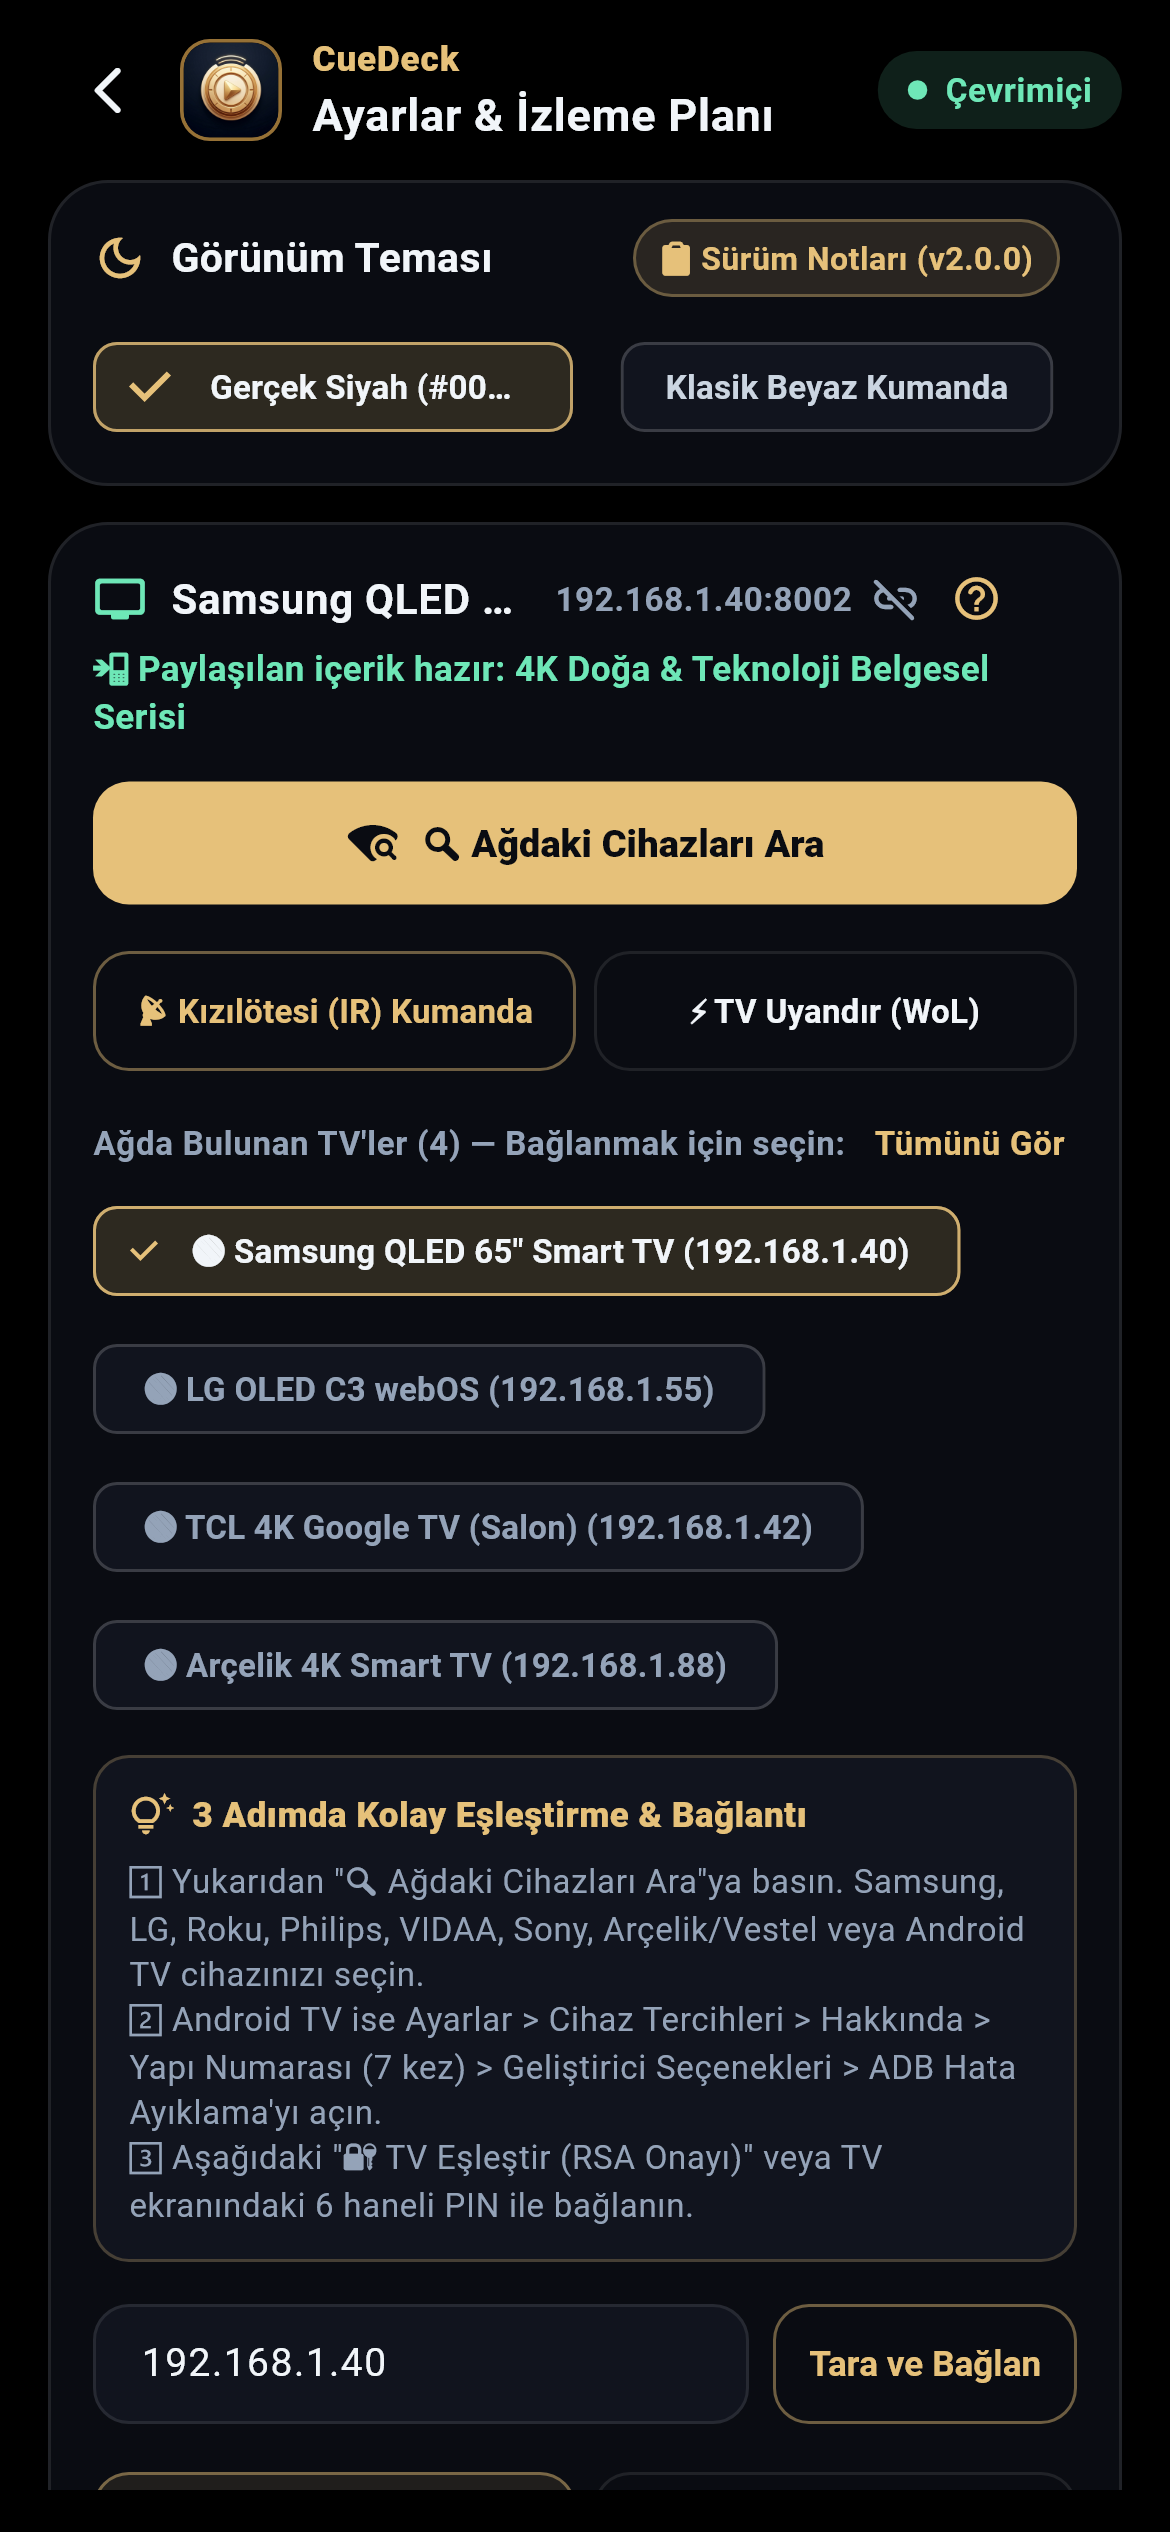 CueDeck
Ayarlar & İzleme Planı
Çevrimiçi
Görünüm Teması
Sürüm Notları (v2.0.0)
Gerçek Siyah (#00...
Klasik Beyaz Kumanda
Samsung QLED ...
192.168.1.40:8002
Paylaşılan içerik hazır: 4K Doğa & Teknoloji Belgesel
Serisi
Ağdaki Cihazları Ara
Kızılötesi (IR) Kumanda
⚡ TV Uyandır (WoL)
Ağda Bulunan TV'ler (4) — Bağlanmak için seçin:
Tümünü Gör
Samsung QLED 65" Smart TV (192.168.1.40)
LG OLED C3 webOS (192.168.1.55)
TCL 4K Google TV (Salon) (192.168.1.42)
Arçelik 4K Smart TV (192.168.1.88)
3 Adımda Kolay Eşleştirme & Bağlantı
1 Yukarıdan "🔍 Ağdaki Cihazları Ara"ya basın. Samsung,
LG, Roku, Philips, VIDAA, Sony, Arçelik/Vestel veya Android
TV cihazınızı seçin.
2 Android TV ise Ayarlar > Cihaz Tercihleri > Hakkında >
Yapı Numarası (7 kez) > Geliştirici Seçenekleri > ADB Hata
Ayıklama'yı açın.
3 Aşağıdaki "🔐 TV Eşleştir (RSA Onayı)" veya TV
ekranındaki 6 haneli PIN ile bağlanın.
192.168.1.40
Tara ve Bağlan